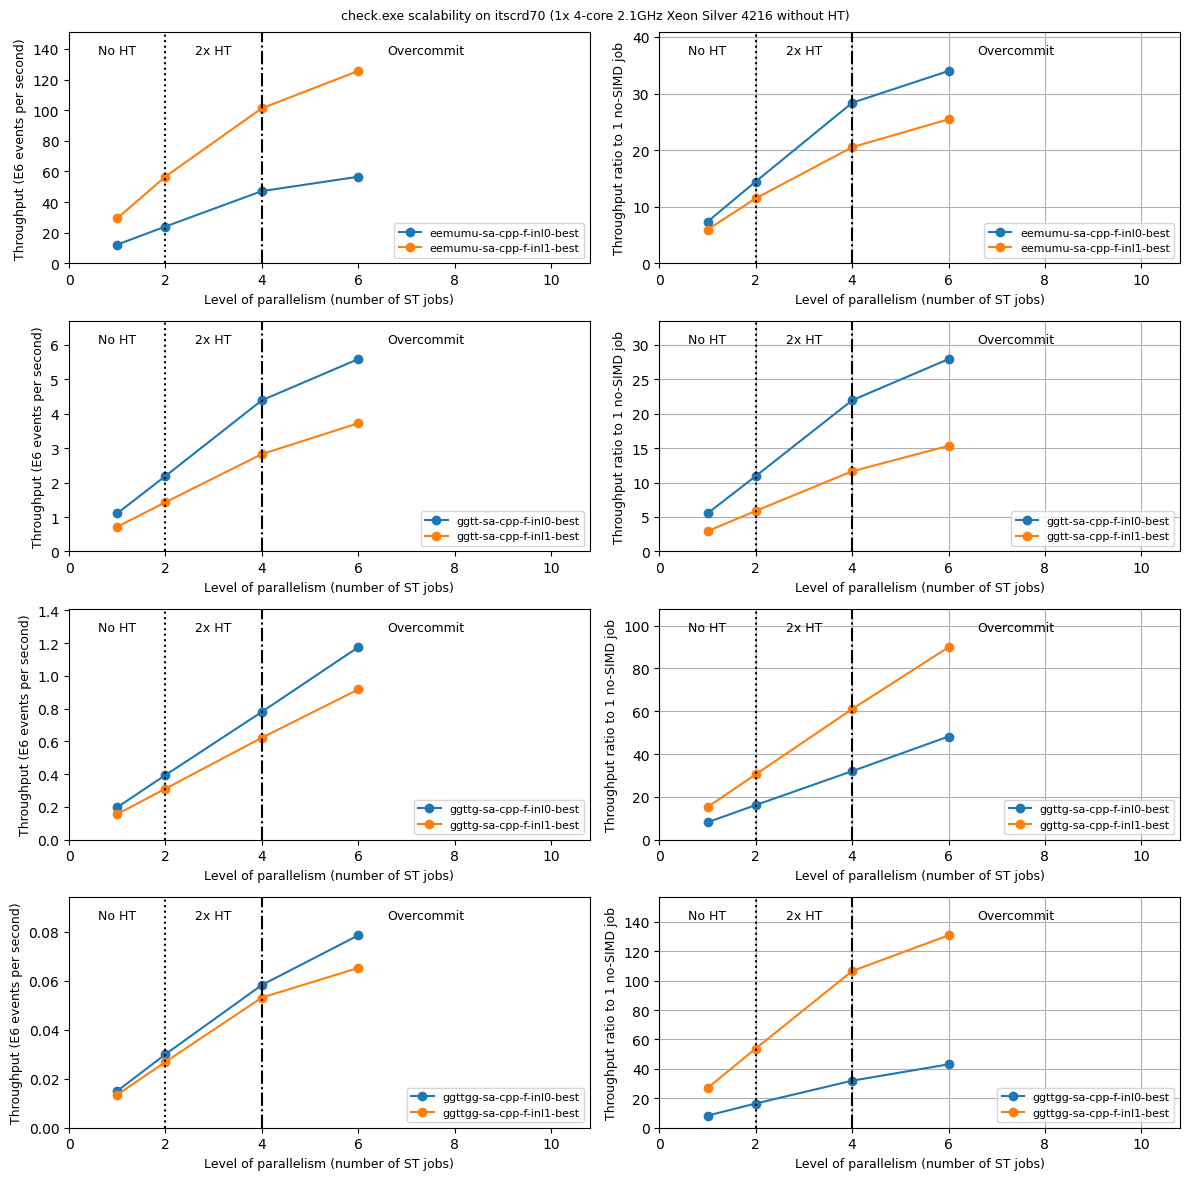 check.exe scalability on itscrd70 (1x 4-core 2.1GHz Xeon Silver 4216 without HT)
Throughput (E6 events per second)
140
120
100
80
60
40
20
0
No HT
2x HT
Overcommit
eemumu-sa-cpp-f-inl0-best
eemumu-sa-cpp-f-inl1-best
0 2 4 6 8 10
Level of parallelism (number of ST jobs)
Throughput ratio to 1 no-SIMD job
40
30
20
10
0
No HT
2x HT
Overcommit
eemumu-sa-cpp-f-inl0-best
eemumu-sa-cpp-f-inl1-best
0 2 4 6 8 10
Level of parallelism (number of ST jobs)
Throughput (E6 events per second)
6
5
4
3
2
1
0
No HT
2x HT
Overcommit
ggtt-sa-cpp-f-inl0-best
ggtt-sa-cpp-f-inl1-best
0 2 4 6 8 10
Level of parallelism (number of ST jobs)
Throughput ratio to 1 no-SIMD job
30
25
20
15
10
5
0
No HT
2x HT
Overcommit
ggtt-sa-cpp-f-inl0-best
ggtt-sa-cpp-f-inl1-best
0 2 4 6 8 10
Level of parallelism (number of ST jobs)
Throughput (E6 events per second)
1.4
1.2
1.0
0.8
0.6
0.4
0.2
0.0
No HT
2x HT
Overcommit
ggttg-sa-cpp-f-inl0-best
ggttg-sa-cpp-f-inl1-best
0 2 4 6 8 10
Level of parallelism (number of ST jobs)
Throughput ratio to 1 no-SIMD job
100
80
60
40
20
0
No HT
2x HT
Overcommit
ggttg-sa-cpp-f-inl0-best
ggttg-sa-cpp-f-inl1-best
0 2 4 6 8 10
Level of parallelism (number of ST jobs)
Throughput (E6 events per second)
0.08
0.06
0.04
0.02
0.00
No HT
2x HT
Overcommit
ggttgg-sa-cpp-f-inl0-best
ggttgg-sa-cpp-f-inl1-best
0 2 4 6 8 10
Level of parallelism (number of ST jobs)
Throughput ratio to 1 no-SIMD job
140
120
100
80
60
40
20
0
No HT
2x HT
Overcommit
ggttgg-sa-cpp-f-inl0-best
ggttgg-sa-cpp-f-inl1-best
0 2 4 6 8 10
Level of parallelism (number of ST jobs)